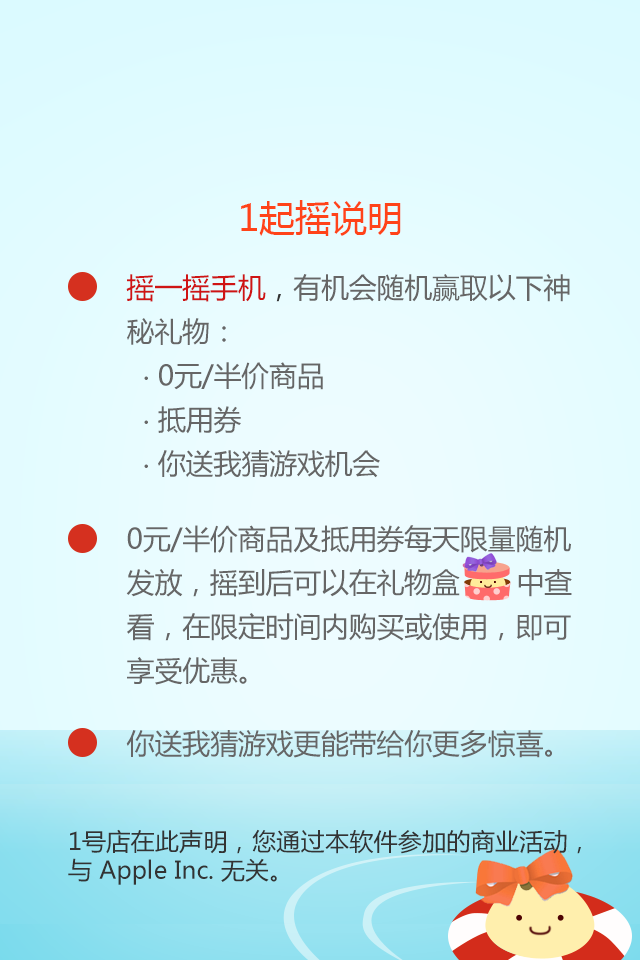 1起摇说明
摇一摇手机，有机会随机赢取以下神
秘礼物：
· 0元/半价商品
· 抵用券
· 你送我猜游戏机会
0元/半价商品及抵用券每天限量随机
发放，摇到后可以在礼物盒 中查
看，在限定时间内购买或使用，即可
享受优惠。
你送我猜游戏更能带给你更多惊喜。
1号店在此声明，您通过本软件参加的商业活动，
与 Apple Inc. 无关。